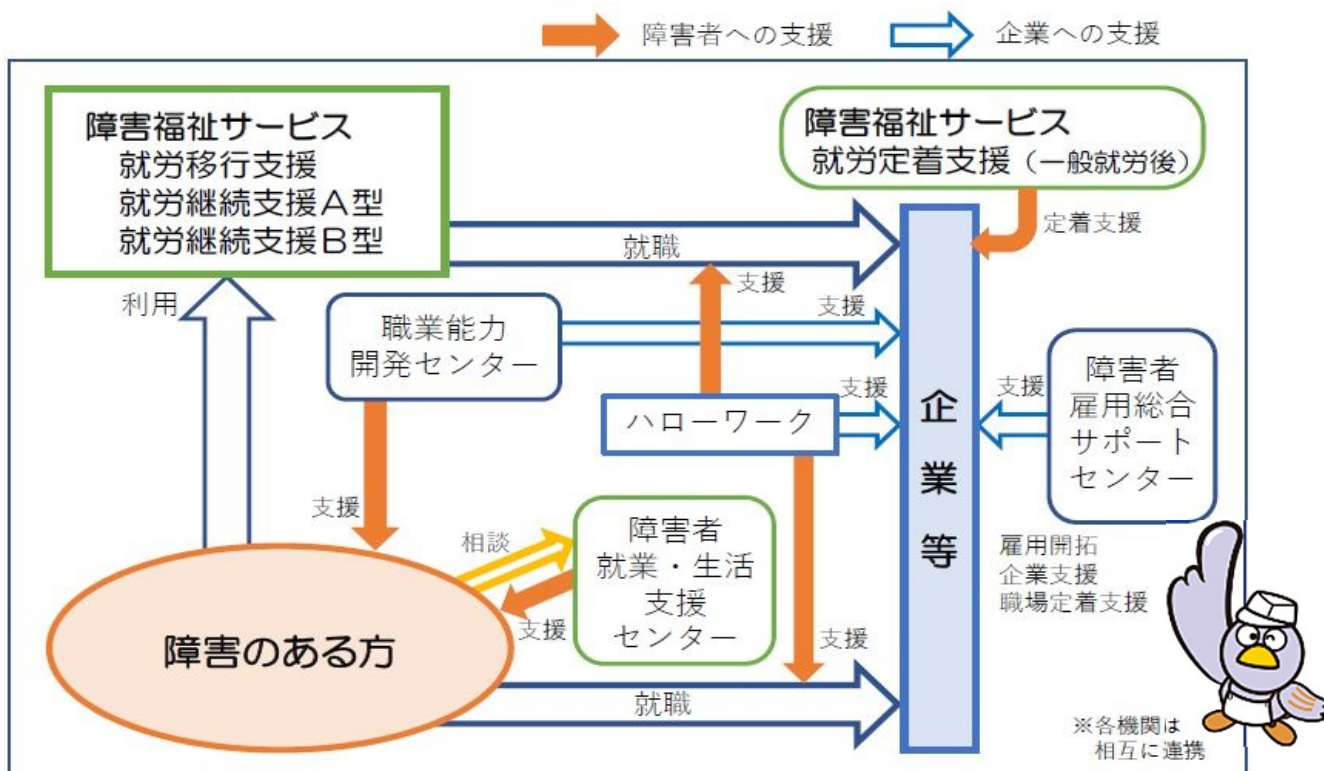 障害者への支援
企業への支援
障害福祉サービス
就労移行支援
就労継続支援A型
就労継続支援B型
障害福祉サービス
就労定着支援（一般就労後）
定着支援
就職
支援
利用
職業能力
開発センター
支援
ハローワーク
支援
企業等
支援
障害者
雇用総合
サポート
センター
雇用開拓
企業支援
職場定着支援
支援
相談
支援
障害者
就業・生活
支援
センター
支援
障害のある方
就職
※各機関は
相互に連携